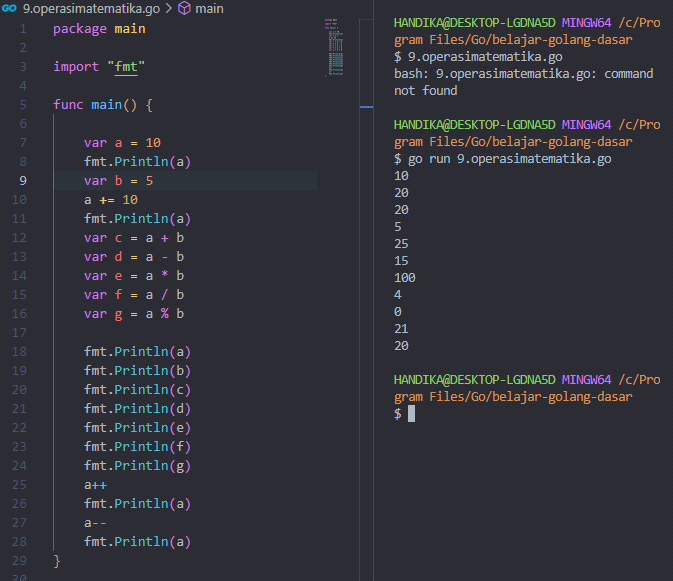 GO 9.operasimatematika.go > main
1 package main
2
3 import "fmt"
4
5 func main() {
6
7 var a = 10
8 fmt.Println(a)
9 var b = 5
10 a += 10
11 fmt.Println(a)
12 var c = a + b
13 var d = a - b
14 var e = a * b
15 var f = a / b
16 var g = a % b
17
18 fmt.Println(a)
19 fmt.Println(b)
20 fmt.Println(c)
21 fmt.Println(d)
22 fmt.Println(e)
23 fmt.Println(f)
24 fmt.Println(g)
25 a++
26 fmt.Println(a)
27 a--
28 fmt.Println(a)
29 }
30
HANDIKA@DESKTOP-LGDNA5D MINGW64 /c/Pro
gram Files/Go/belajar-golang-dasar
$ 9.operasimatematika.go
bash: 9.operasimatematika.go: command
not found
HANDIKA@DESKTOP-LGDNA5D MINGW64 /c/Pro
gram Files/Go/belajar-golang-dasar
$ go run 9.operasimatematika.go
10
20
20
5
25
15
100
4
0
21
20
HANDIKA@DESKTOP-LGDNA5D MINGW64 /c/Pro
gram Files/Go/belajar-golang-dasar
$